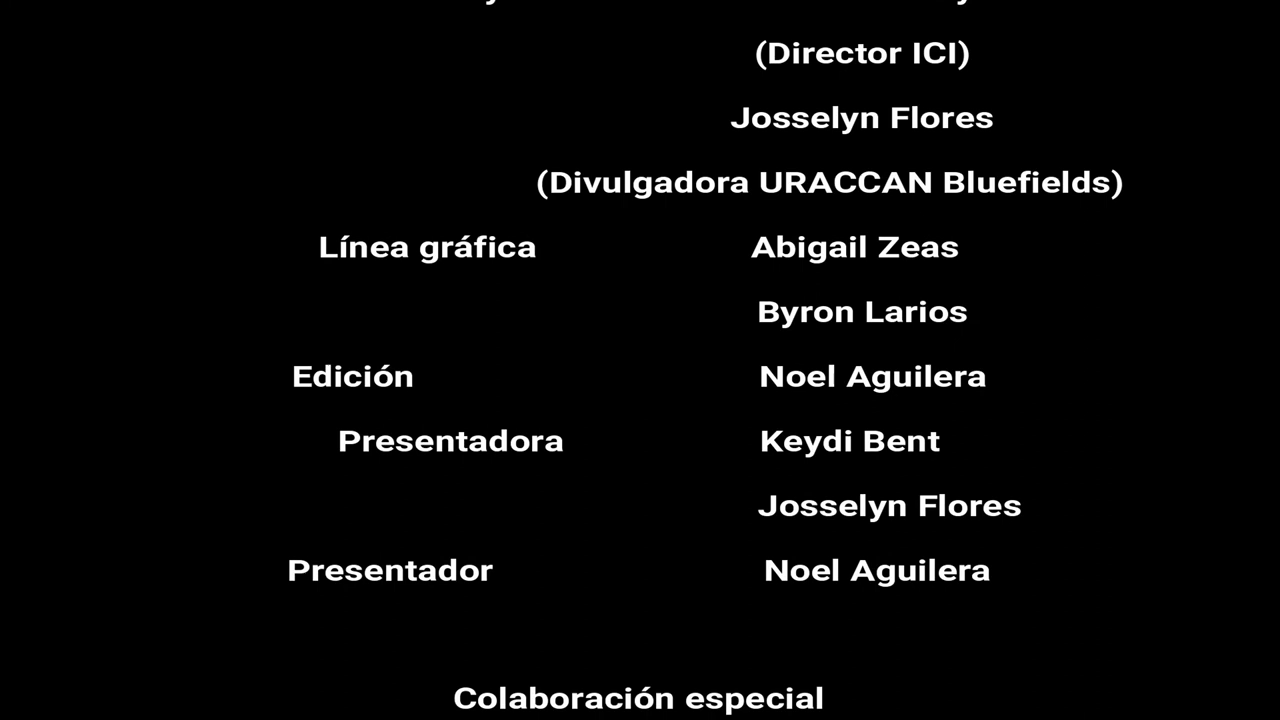 (Director ICI)
Josselyn Flores
(Divulgadora URACCAN Bluefields)
Línea gráfica Abigail Zeas
Byron Larios
Edición Noel Aguilera
Presentadora Keydi Bent
Josselyn Flores
Presentador Noel Aguilera
Colaboración especial